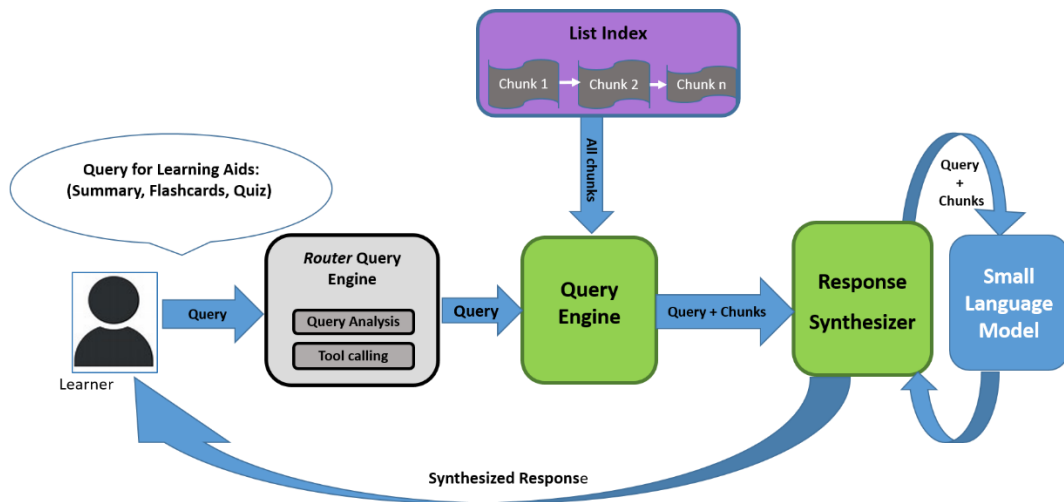 List Index
Chunk 1
Chunk 2
Chunk n
All chunks
Query for Learning Aids:
(Summary, Flashcards, Quiz)
Query
+
Chunks
Router Query
Engine
Query Analysis
Tool calling
Query
Query
Query
Engine
Query + Chunks
Response
Synthesizer
Small
Language
Model
Learner
Synthesized Response